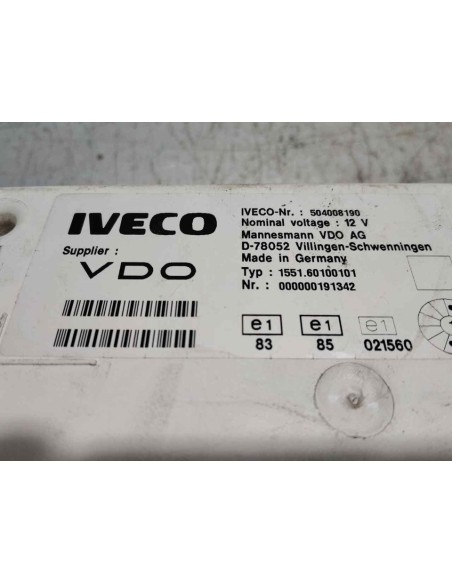 IVECO
Supplier :
VDO
IVECO-Nr. : 504008190
Nominal voltage : 12 V
Mannesmann VDO AG
D-78052 Villingen-Schwenningen
Made in Germany
Typ : 1551.60100101
Nr. : 000000191342
e1 e1 e1
83 85 021560